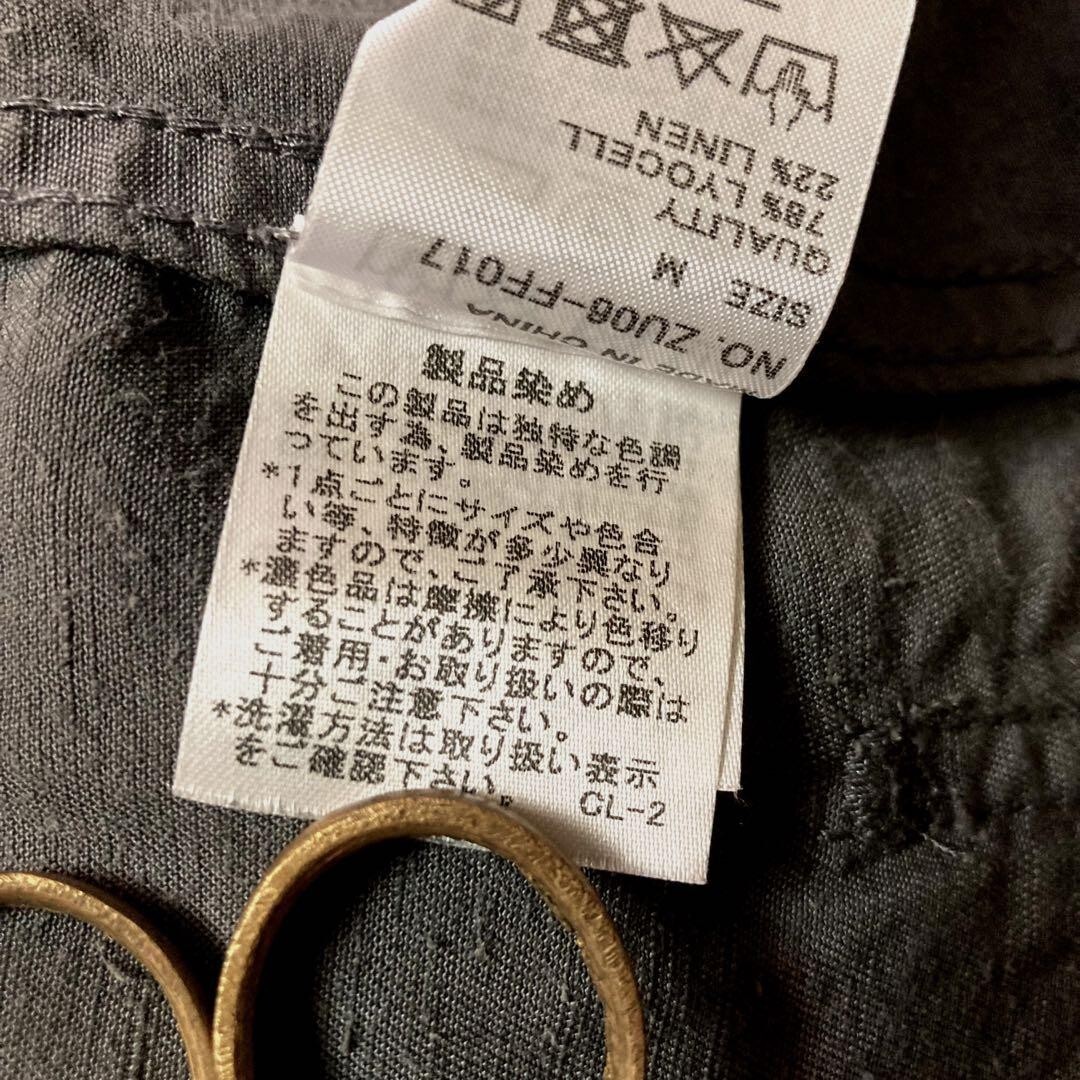 QUALITY
78% LYOCELL
22% LINEN
SIZE M
NO. ZU06-FF017
IN CHINA
製品染め
この製品は独特な色調
を出す為、製品染めを行
っています。
*1点ごとにサイズや色合
い等、特徴が多少異なり
ますので、ご了承下さい。
*濃色品は摩擦により色移り
することがありますので、
ご着用・お取り扱いの際は
十分ご注意下さい。
*洗濯方法は取り扱い表示
をご確認下さい。 CL-2